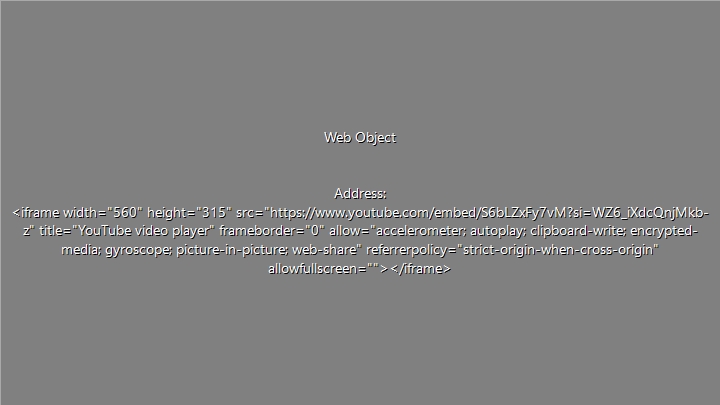 Web Object
Address:
<iframe width="560" height="315" src="https://www.youtube.com/embed/S6bLZxFy7vM?si=WZ6_iXdcQnjMkb-
z" title="YouTube video player" frameborder="0" allow="accelerometer; autoplay; clipboard-write; encrypted-
media; gyroscope; picture-in-picture; web-share" referrerpolicy="strict-origin-when-cross-origin"
allowfullscreen=""></iframe>